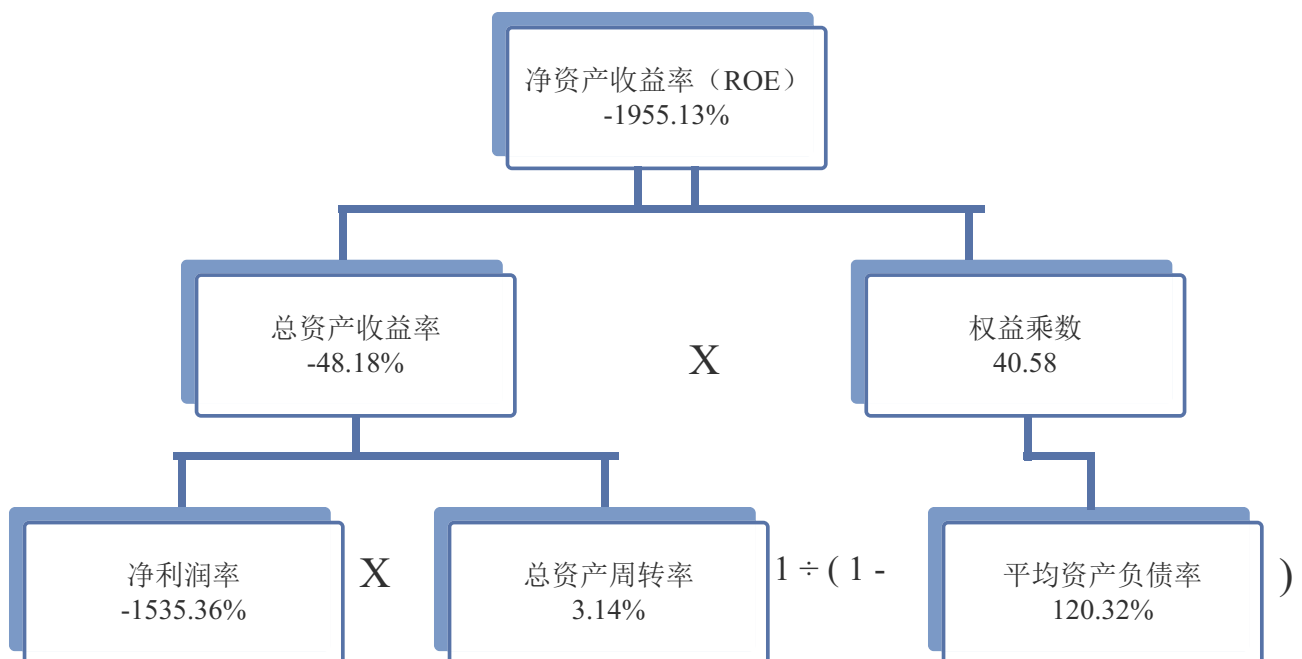 净资产收益率（ROE）
-1955.13%
总资产收益率
-48.18%
X
权益乘数
40.58
净利润率
-1535.36%
X
总资产周转率
3.14%
1 ÷ ( 1 -
平均资产负债率
120.32%
)